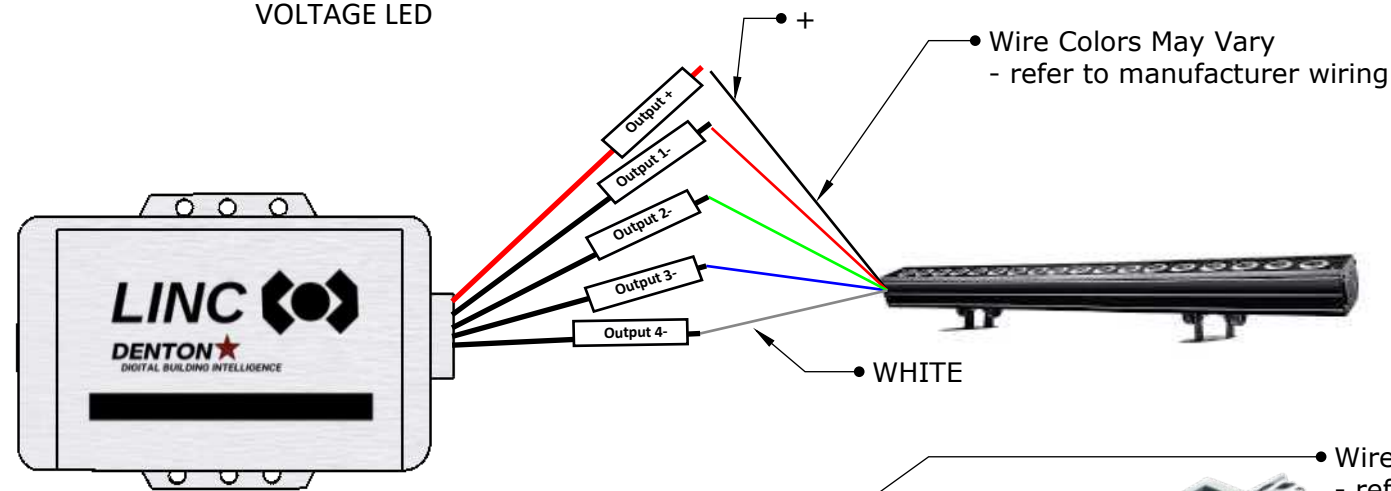 VOLTAGE LED
+
Wire Colors May Vary
- refer to manufacturer wiring
Output +
Output 1-
Output 2-
Output 3-
Output 4-
LINC
DENTON
DIGITAL BUILDING INTELLIGENCE
WHITE
Wire
- ref